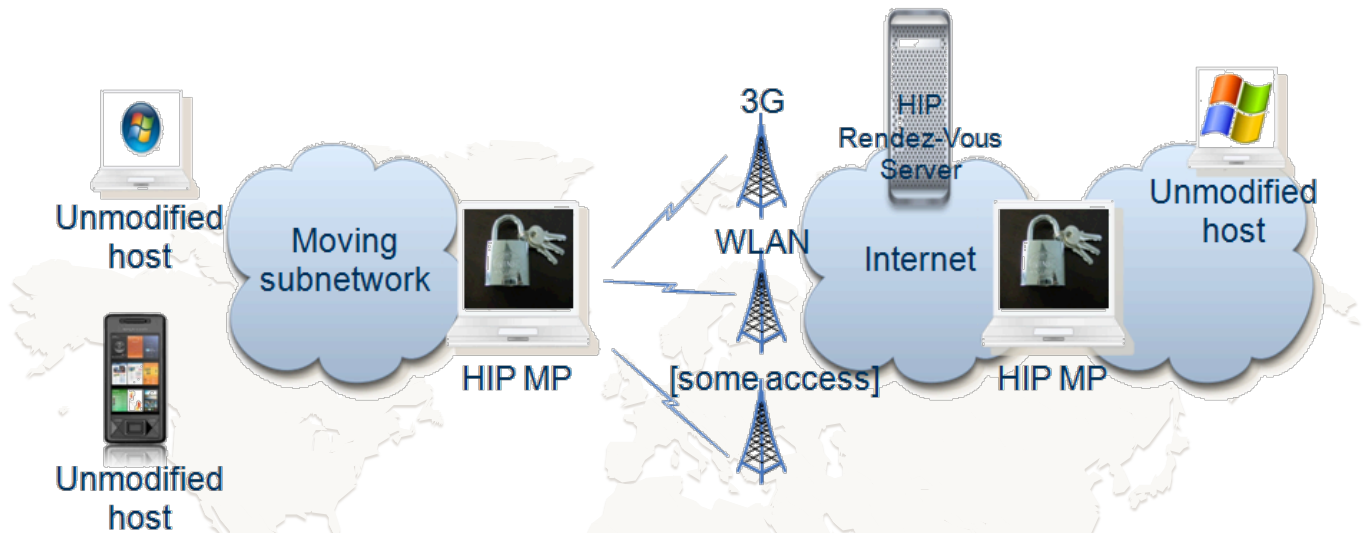 Unmodified
host
Unmodified
host
Moving
subnetwork
HIP MP
3G
WLAN
[some access]
HIP
Rendez-Vous
Server
Internet
HIP MP
Unmodified
host